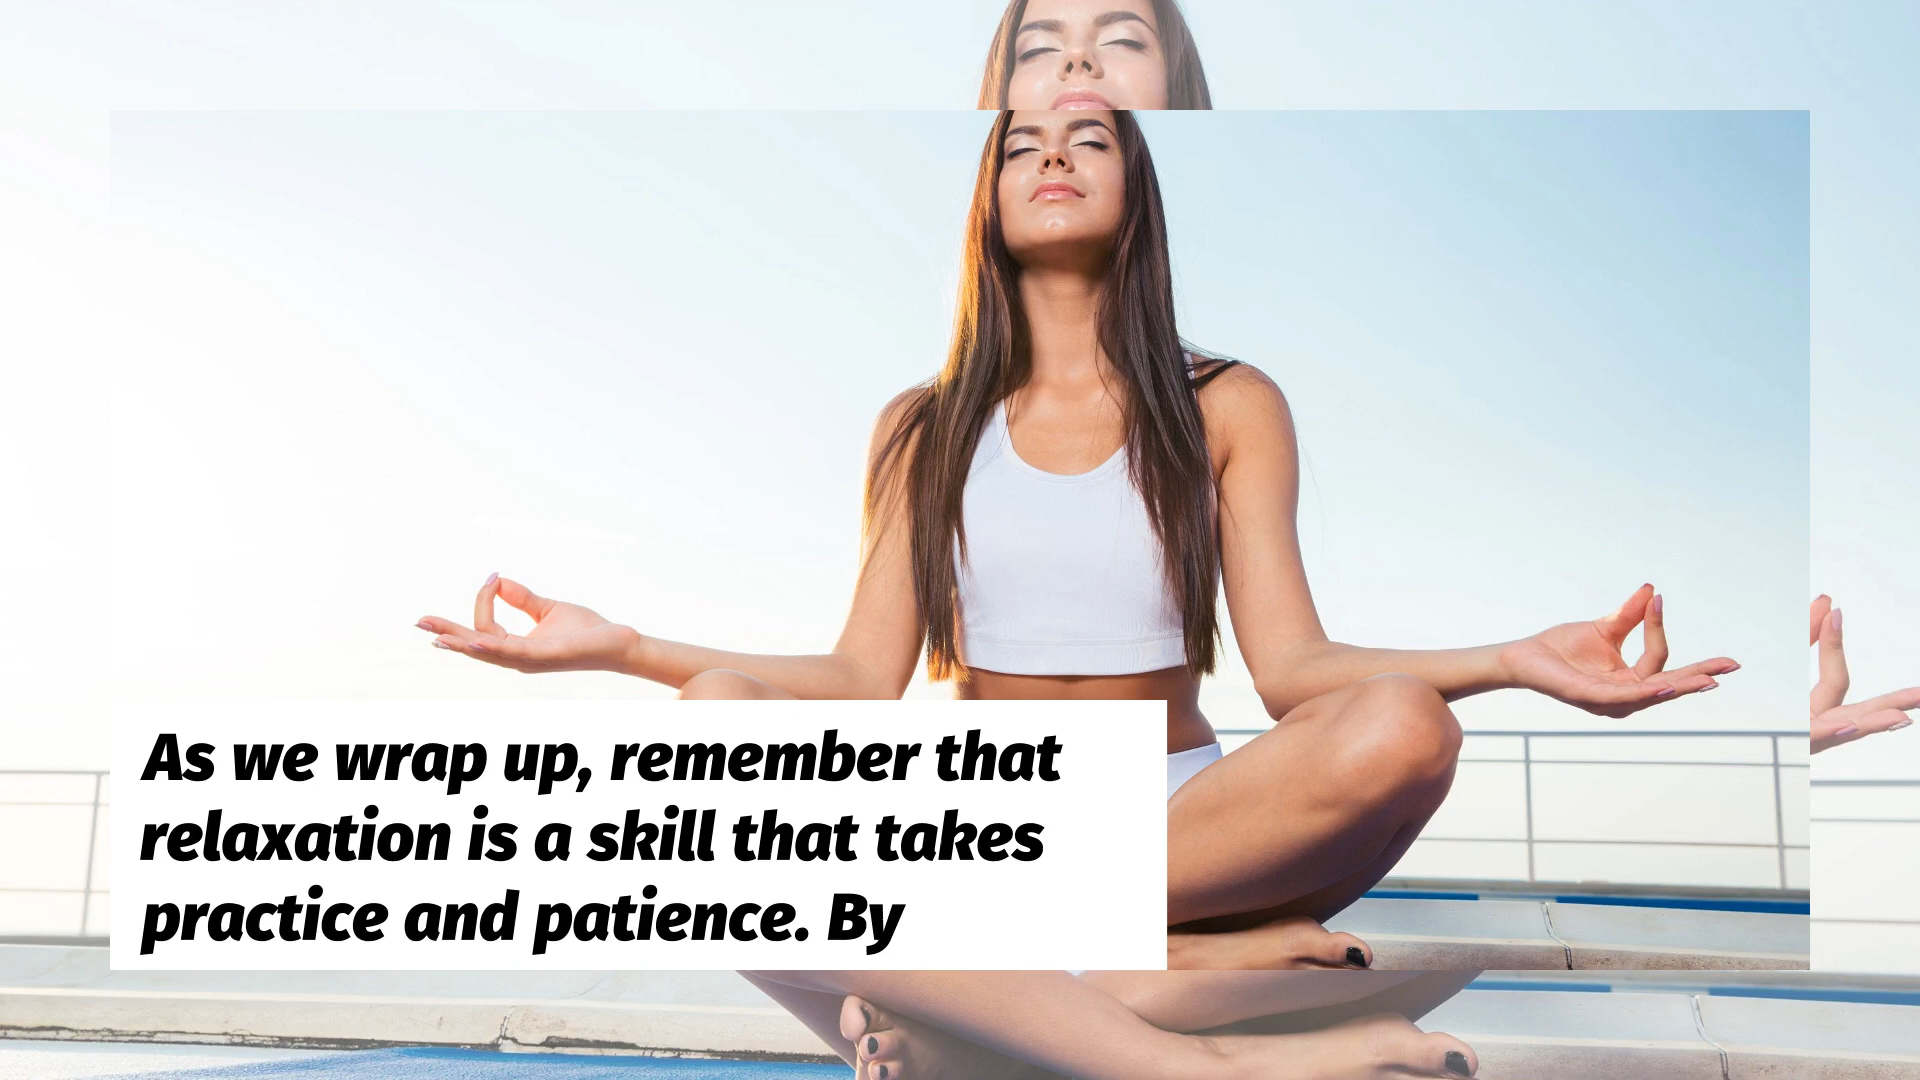 As we wrap up, remember that
relaxation is a skill that takes
practice and patience. By